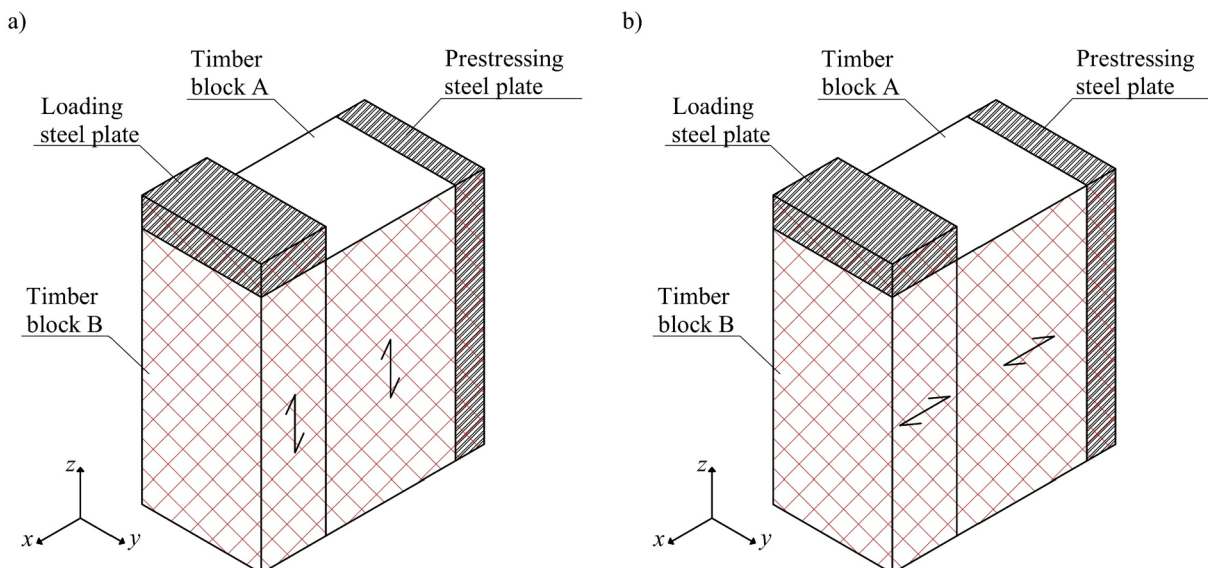 a)
Timber
block A
Prestressing
steel plate
Loading
steel plate
Timber
block B
z
x
y
b)
Timber
block A
Prestressing
steel plate
Loading
steel plate
Timber
block B
z
x
y